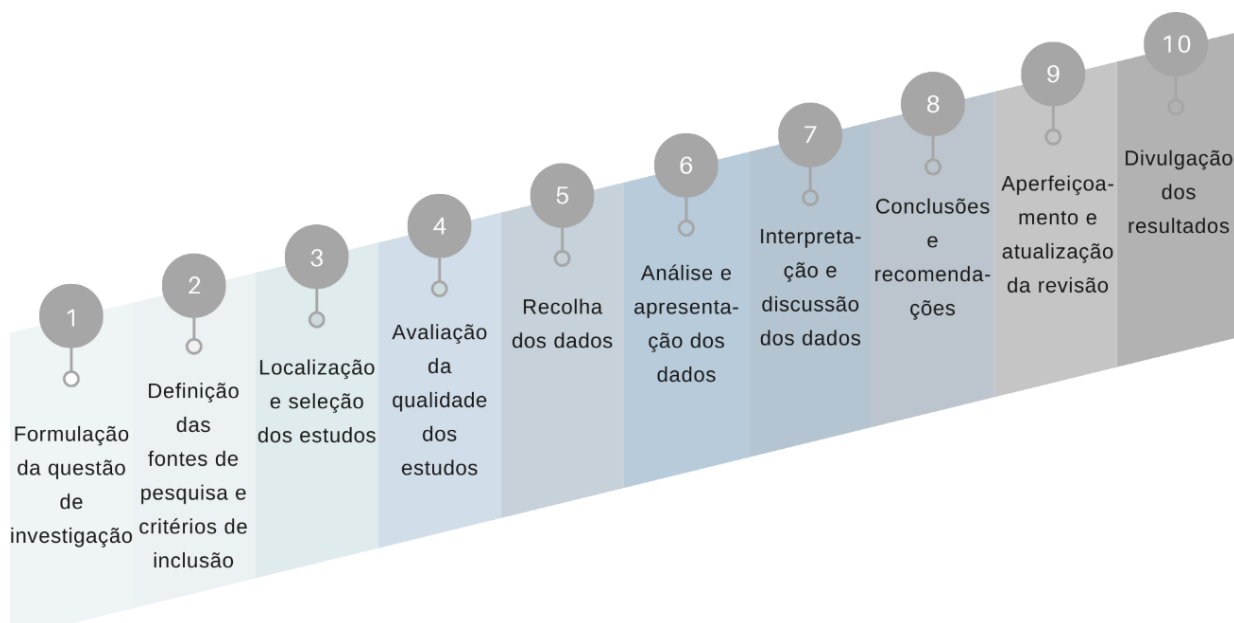 1
Formulação
da questão
de
investigação
2
Definição
das
fontes de
pesquisa e
critérios de
inclusão
3
Localização
e seleção
dos estudos
4
Avaliação
da
qualidade
dos
estudos
5
Recolha
dos dados
6
Análise e
apresenta-
ção dos
dados
7
Interpreta-
ção e
discussão
dos dados
8
Conclusões
e
recomenda-
ções
9
Aperfeiçoa-
mento e
atualização
da revisão
10
Divulgação
dos
resultados